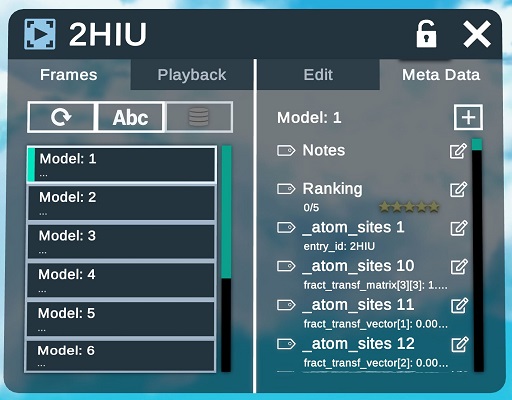 2HIU
Frames
Playback
Edit
Meta Data
Abc
Model: 1
...
Model: 2
...
Model: 3
...
Model: 4
...
Model: 5
...
Model: 6
...
Model: 1
Notes
Ranking
0/5
_atom_sites 1
entry_id: 2HIU
_atom_sites 10
fract_transf_matrix[3][3]: 1....
_atom_sites 11
fract_transf_vector[1]: 0.00...
_atom_sites 12
fract_transf_vector[2]: 0.00...